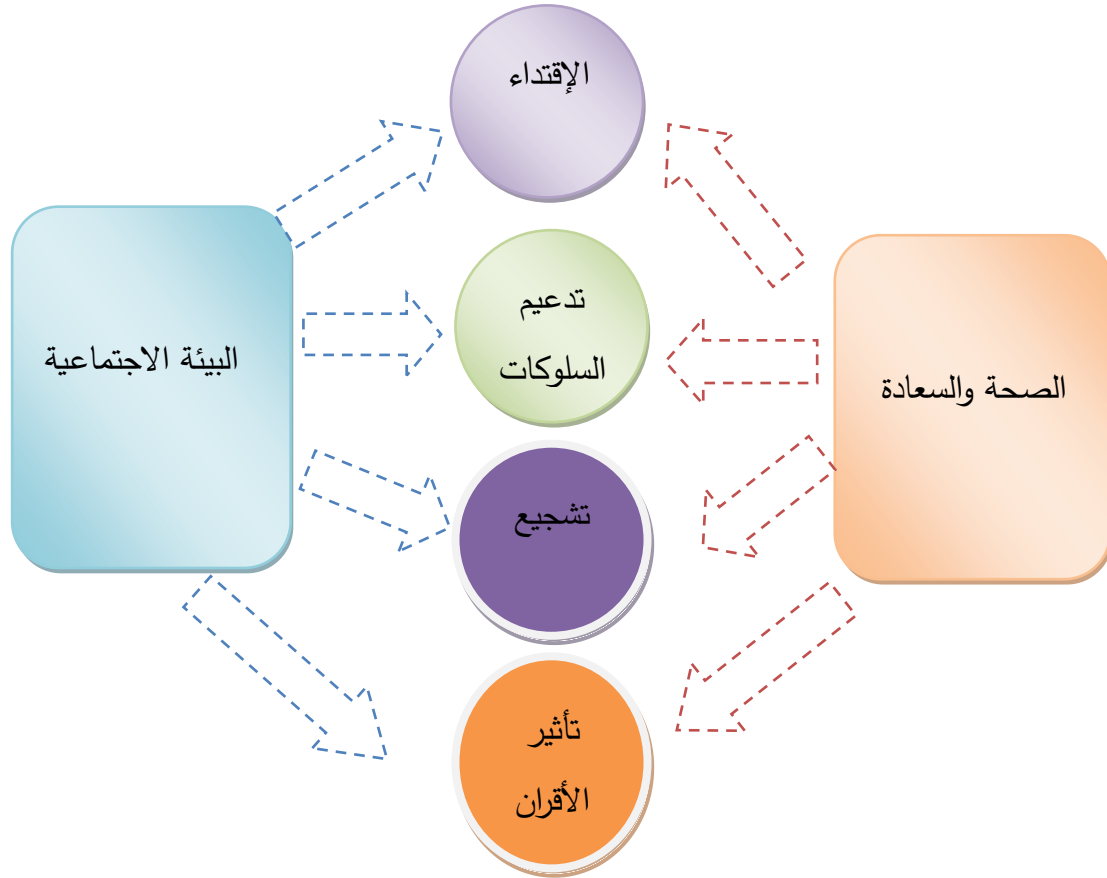 الإقتداء
تدعيم
السلوكات
البيئة الاجتماعية
الصحة والسعادة
تشجيع
تأثير
الأقران